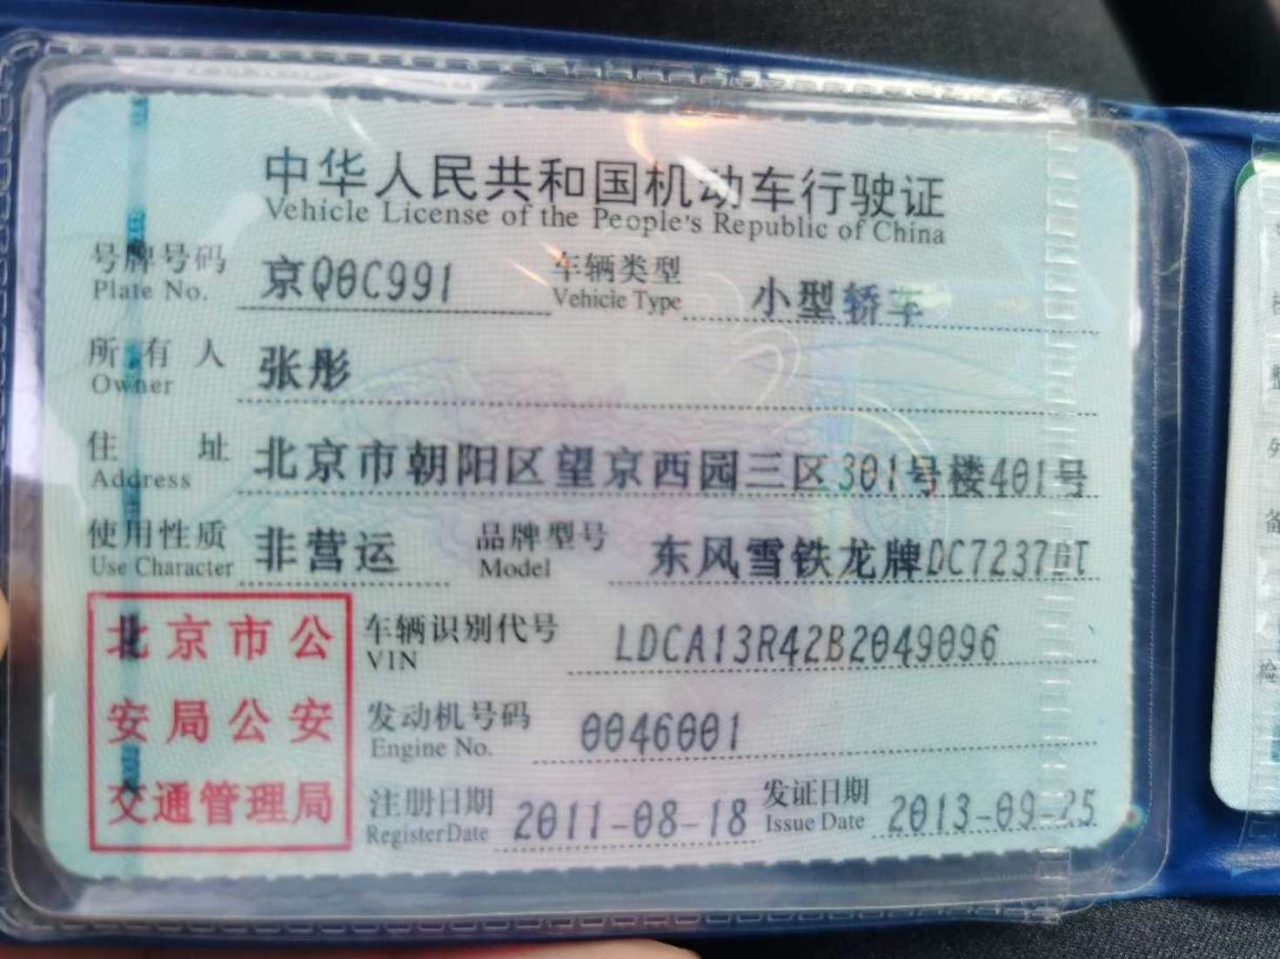 中华人民共和国机动车行驶证
Vehicle License of the People's Republic of China
号牌号码 京Q0C991 车辆类型 小型轿车
Plate No. Vehicle Type
所有人 张彤
Owner
住址 北京市朝阳区望京西园三区301号楼401号
Address
使用性质 非营运 品牌型号 东风雪铁龙牌DC7237DT
Use Character Model
北京市公
安局公安
交通管理局
车辆识别代号 LDCA13R42B2049096
VIN
发动机号码 0046001
Engine No.
注册日期 2011-08-18 发证日期 2013-09-25
Register Date Issue Date